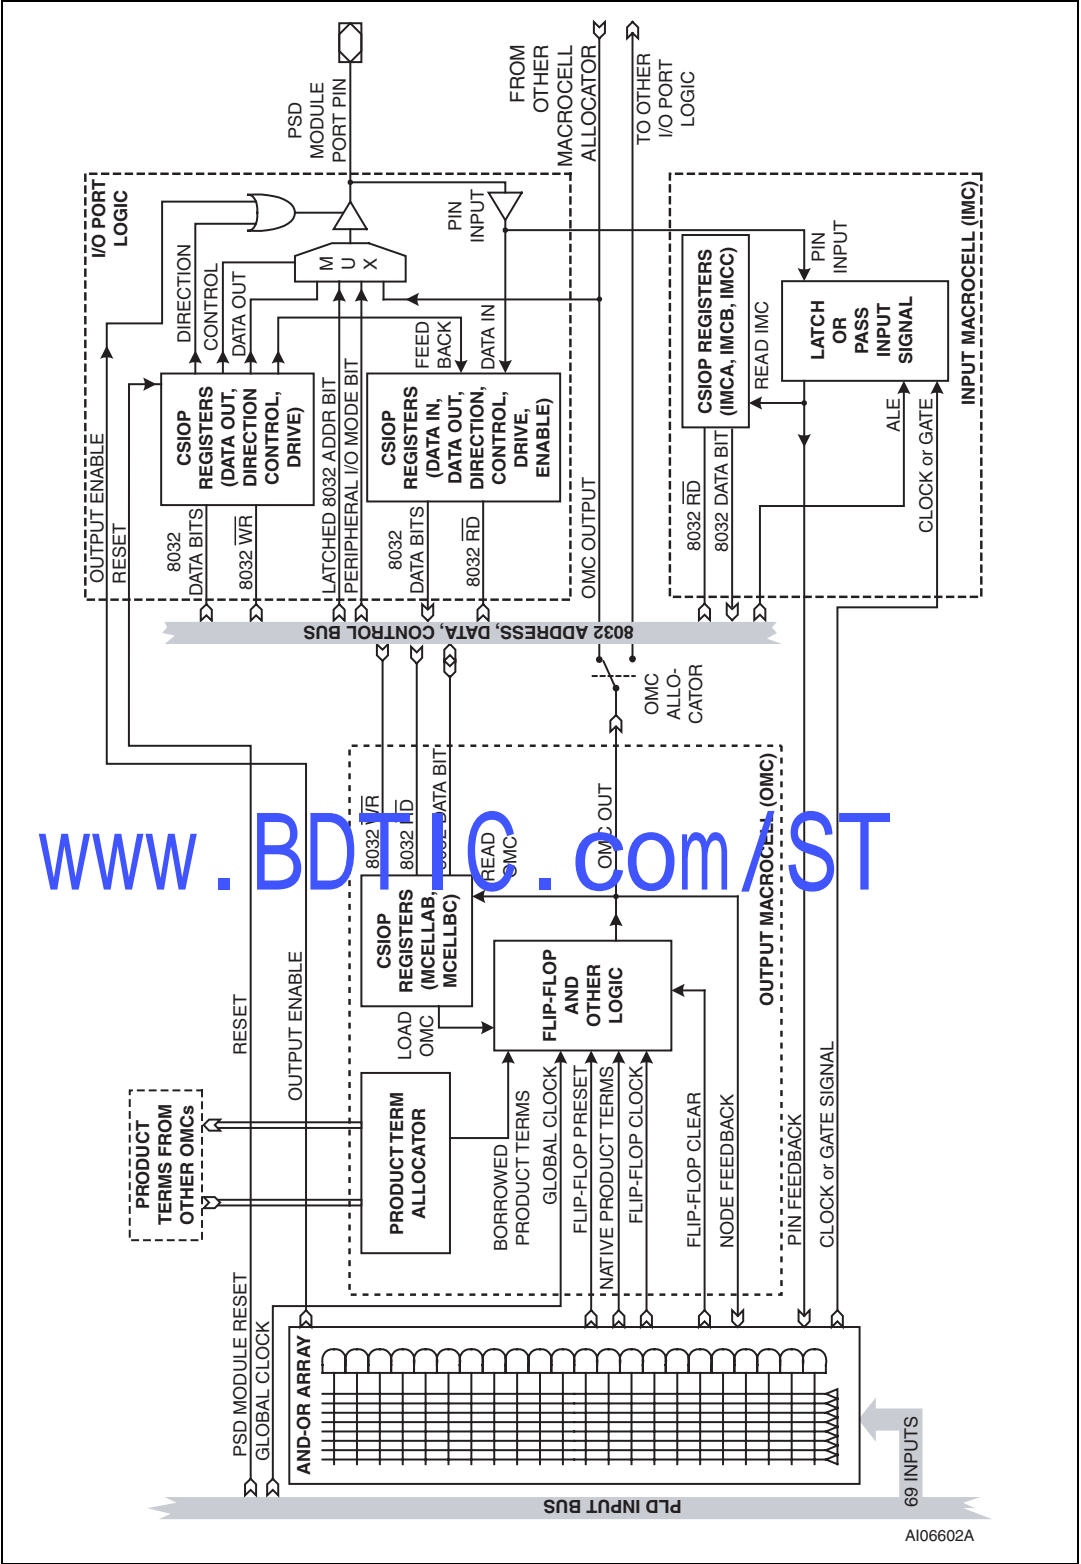 PLD INPUT BUS
69 INPUTS
AI06602A
AND-OR ARRAY
PSD MODULE RESET
GLOBAL CLOCK
PRODUCT
TERMS FROM
OTHER OMCs
RESET
OUTPUT ENABLE
PRODUCT TERM
ALLOCATOR
BORROWED
PRODUCT TERMS
GLOBAL CLOCK
FLIP-FLOP PRESET
NATIVE PRODUCT TERMS
FLIP-FLOP CLOCK
FLIP-FLOP CLEAR
NODE FEEDBACK
PIN FEEDBACK
CLOCK or GATE SIGNAL
LOAD
OMC
CSIOP
REGISTERS
(MCELLAB,
MCELLBC)
FLIP-FLOP
AND
OTHER
LOGIC
8032 WR
8032 RD
8032 DATA BIT
READ
OMC
OMC OUT
OUTPUT MACROCELL (OMC)
OMC
ALLO-
CATOR
8032 ADDRESS, DATA, CONTROL BUS
OUTPUT ENABLE
RESET
8032
DATA BITS
8032 WR
LATCHED 8032 ADDR BIT
PERIPHERAL I/O MODE BIT
8032
DATA BITS
8032 RD
OMC OUTPUT
CSIOP
REGISTERS
(DATA OUT,
DIRECTION
CONTROL,
DRIVE)
CSIOP
REGISTERS
(DATA IN,
DATA OUT,
DIRECTION,
CONTROL,
DRIVE,
ENABLE)
DIRECTION
CONTROL
DATA OUT
FEED
BACK
DATA IN
M
U
X
PIN
INPUT
I/O PORT
LOGIC
PSD
MODULE
PORT PIN
FROM
OTHER
MACROCELL
ALLOCATOR
TO OTHER
I/O PORT
LOGIC
8032 RD
8032 DATA BIT
CSIOP REGISTERS
(IMCA, IMCB, IMCC)
READ IMC
PIN
INPUT
ALE
CLOCK or GATE
LATCH
OR
PASS
INPUT
SIGNAL
INPUT MACROCELL (IMC)
www.BDTIC.com/ST